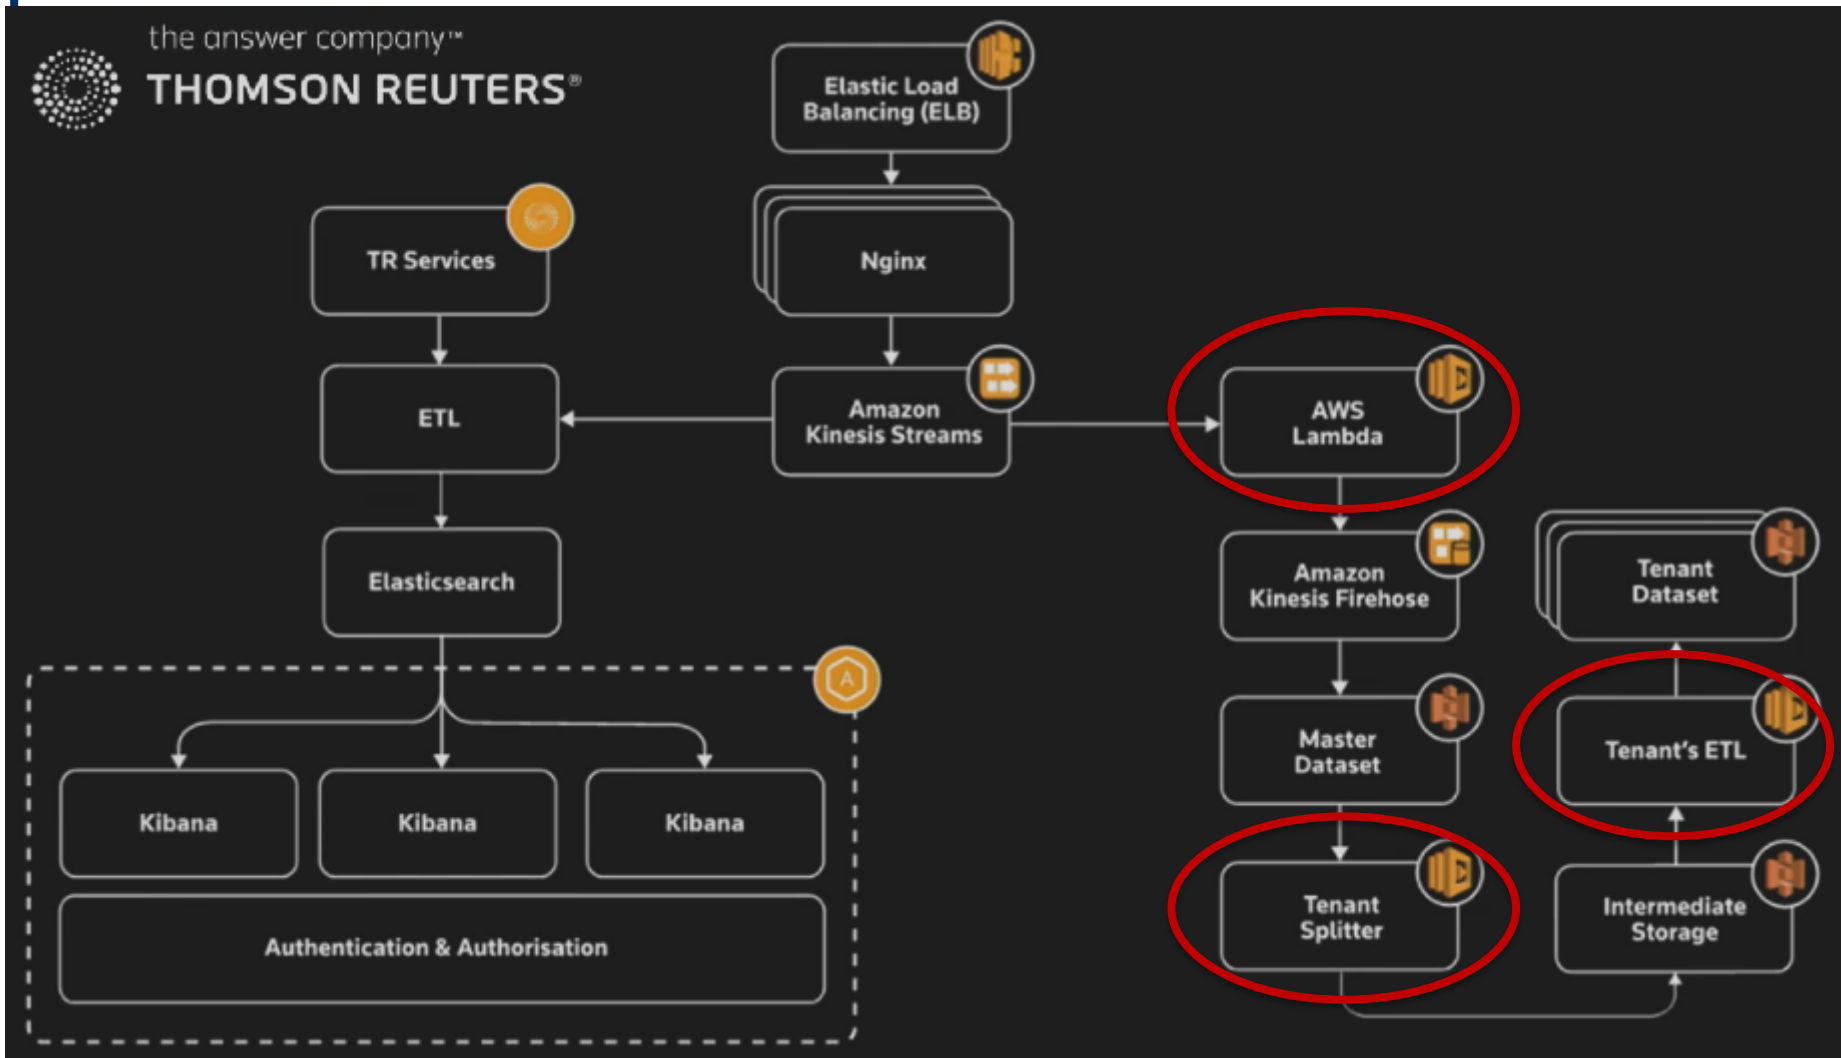 the answer company™
THOMSON REUTERS®
Elastic Load
Balancing (ELB)
TR Services
Nginx
ETL
Amazon
Kinesis Streams
AWS
Lambda
Elasticsearch
Amazon
Kinesis Firehose
Tenant
Dataset
A
Master
Dataset
Tenant's ETL
Kibana
Kibana
Kibana
Tenant
Splitter
Intermediate
Storage
Authentication & Authorisation